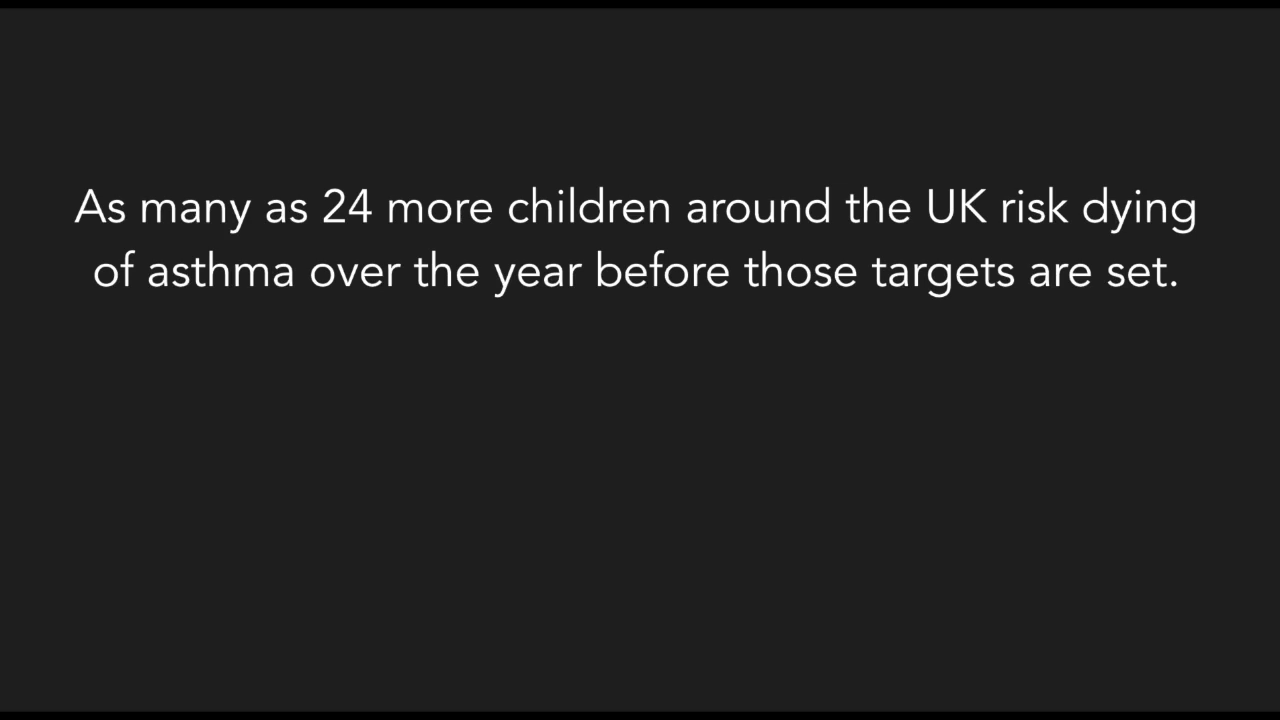 As many as 24 more children around the UK risk dying
of asthma over the year before those targets are set.